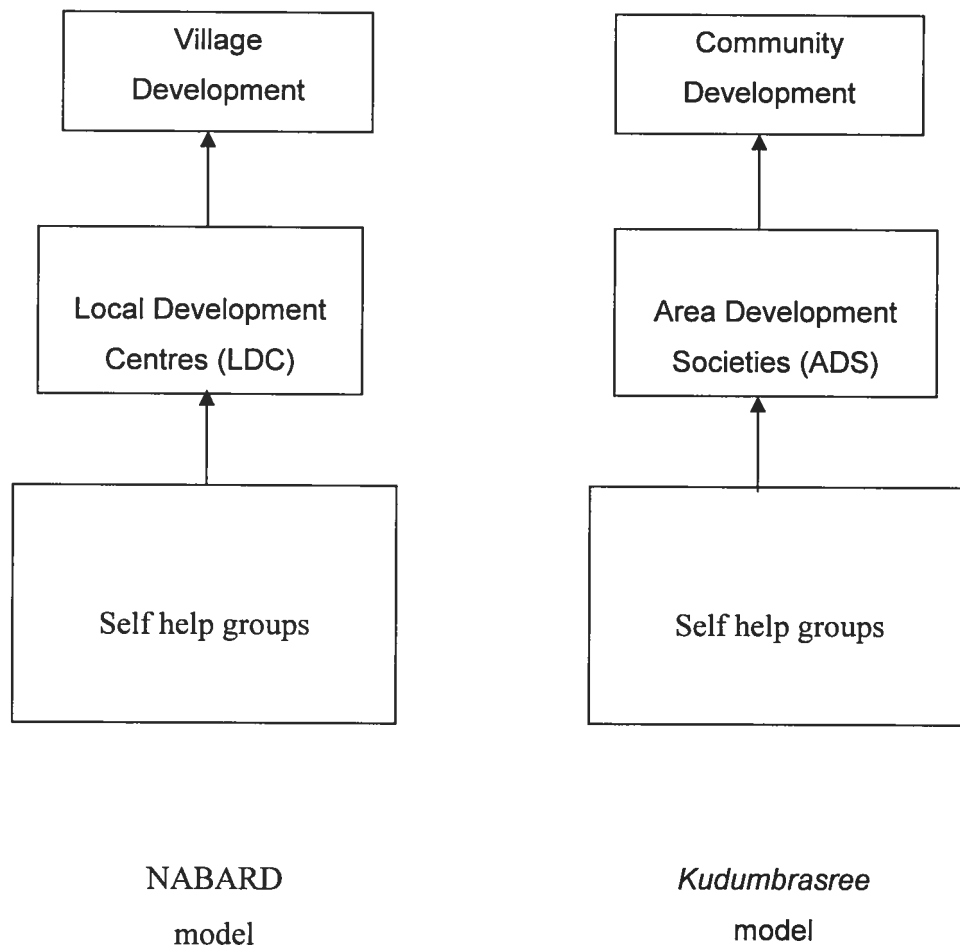 Village
Development
Local Development
Centres (LDC)
Self help groups
NABARD
model
Community
Development
Area Development
Societies (ADS)
Self help groups
Kudumbrasree
model